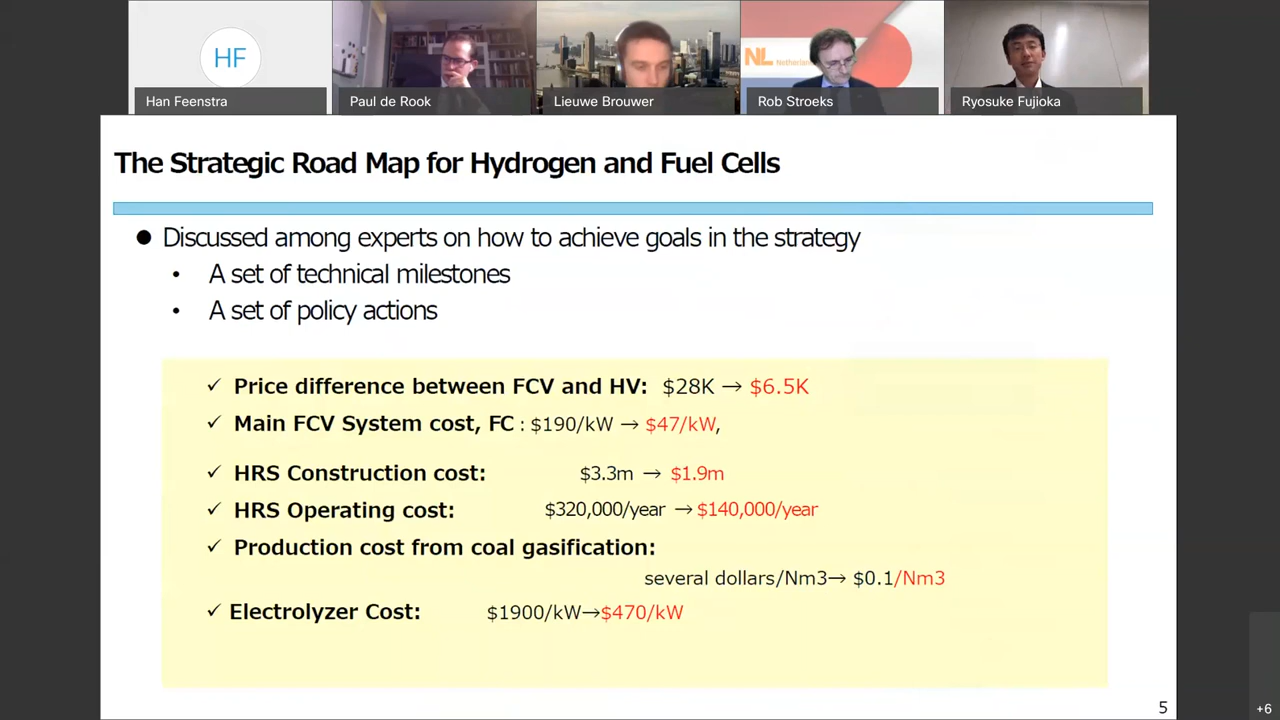 HF
NL Netherlan
Han Feenstra
Paul de Rook
Lieuwe Brouwer
Rob Stroeks
Ryosuke Fujioka
The Strategic Road Map for Hydrogen and Fuel Cells
● Discussed among experts on how to achieve goals in the strategy
• A set of technical milestones
• A set of policy actions
✓ Price difference between FCV and HV: $28K → $6.5K
✓ Main FCV System cost, FC : $190/kW → $47/kW,
✓ HRS Construction cost: $3.3m → $1.9m
✓ HRS Operating cost: $320,000/year →$140,000/year
✓ Production cost from coal gasification:
several dollars/Nm3→ $0.1/Nm3
✓ Electrolyzer Cost: $1900/kW→$470/kW
5
+6